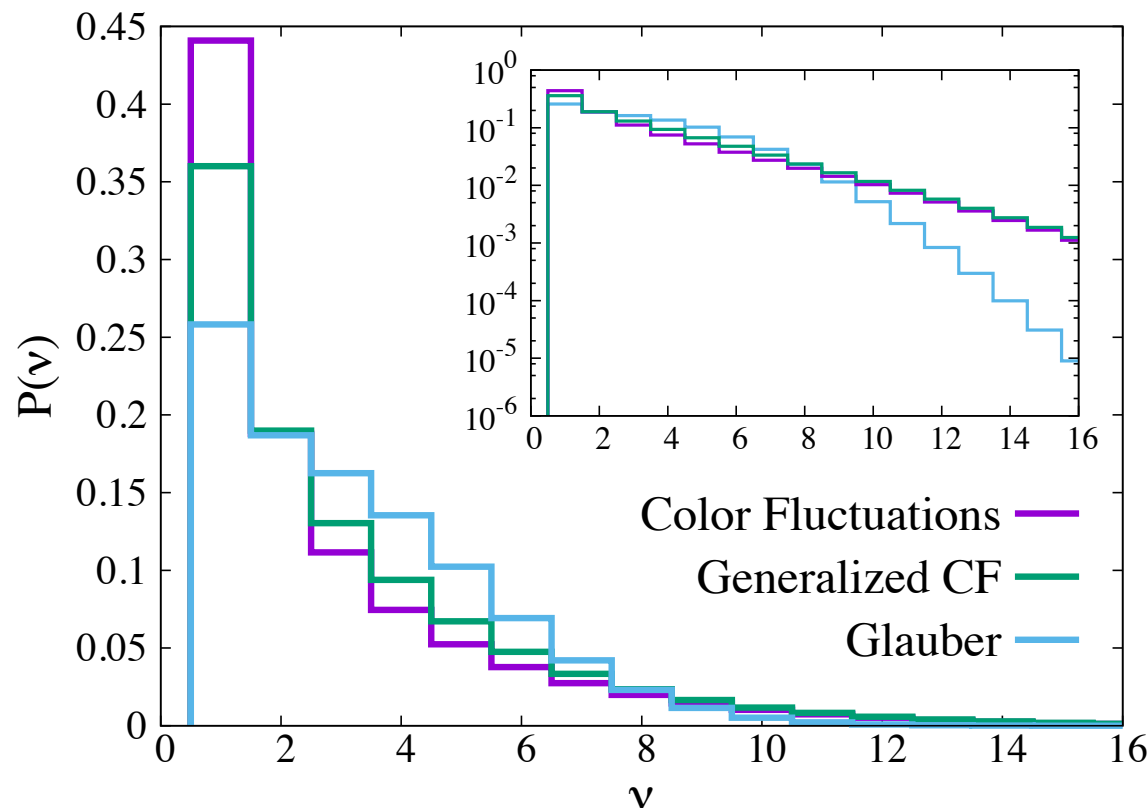 0.45
0.4
0.35
0.3
0.25
0.2
0.15
0.1
0.05
0
P(ν)
0 2 4 6 8 10 12 14 16
ν
10^0
10^-1
10^-2
10^-3
10^-4
10^-5
10^-6
0 2 4 6 8 10 12 14 16
Color Fluctuations
Generalized CF
Glauber